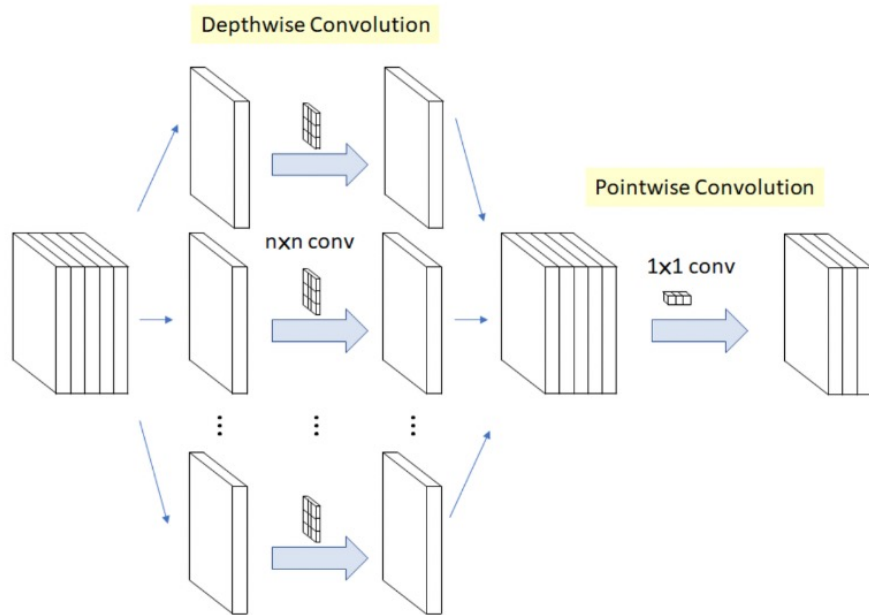 Depthwise Convolution
Pointwise Convolution
nxn conv
1x1 conv